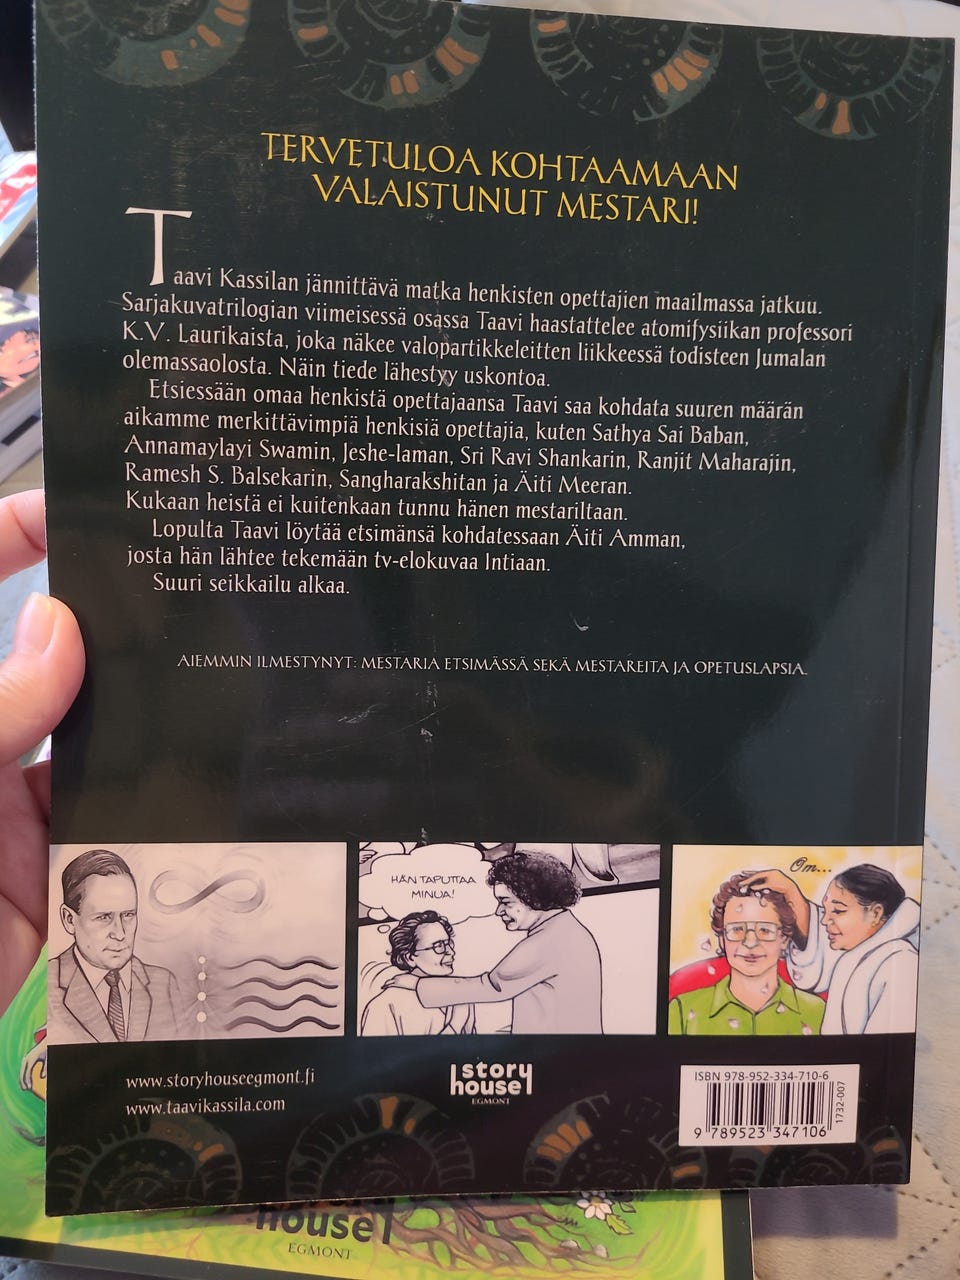 TERVETULOA KOHTAAMAAN
VALAISTUNUT MESTARI!
Taavi Kassilan jännittävä matka henkisten opettajien maailmassa jatkuu.
Sarjakuvatrilogian viimeisessä osassa Taavi haastattelee atomifysiikan professori
K.V. Laurikaista, joka näkee valopartikkeleitten liikkeessä todisteen Jumalan
olemassaolosta. Näin tiede lähestyy uskontoa.
Etsiessään omaa henkistä opettajaansa Taavi saa kohdata suuren määrän
aikamme merkittävimpiä henkisiä opettajia, kuten Sathya Sai Baban,
Annamaylayi Swamin, Jeshe-laman, Sri Ravi Shankarin, Ranjit Maharajin,
Ramesh S. Balsekarin, Sangharakshitan ja Äiti Meeran.
Kukaan heistä ei kuitenkaan tunnu hänen mestariltaan.
Lopulta Taavi löytää etsimänsä kohdatessaan Äiti Amman,
josta hän lähtee tekemään tv-elokuvaa Intiaan.
Suuri seikkailu alkaa.
AIEMMIN ILMESTYNYT: MESTARIA ETSIMÄSSÄ SEKÄ MESTAREITA JA OPETUSLAPSIA.
HÄN TAPUTTAA
MINUA!
Om...
www.storyhouseegmont.fi
www.taavikassila.com
story
house
EGMONT
ISBN 978-952-334-710-6
9 789523 347106
1732-007
house
EGMONT